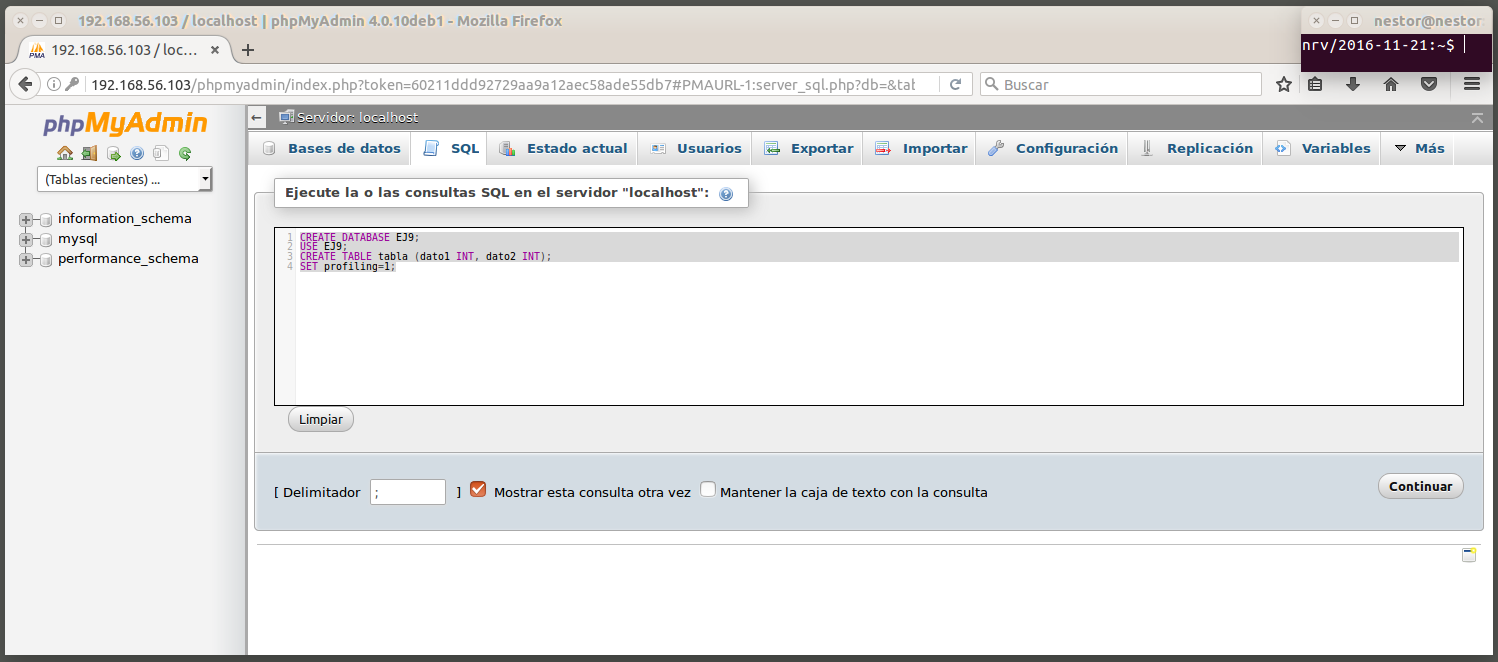 192.168.56.103 / localhost | phpMyAdmin 4.0.10deb1 - Mozilla Firefox
nestor@nestor
192.168.56.103 / loc...
nrv/2016-11-21:~$
192.168.56.103/phpmyadmin/index.php?token=60211ddd92729aa9a12aec58ade55db7#PMAURL-1:server_sql.php?db=&tab
Buscar
phpMyAdmin
Servidor: localhost
Bases de datos SQL Estado actual Usuarios Exportar Importar Configuración Replicación Variables Más
(Tablas recientes) ...
information_schema
mysql
performance_schema
Ejecute la o las consultas SQL en el servidor "localhost":
1 CREATE DATABASE EJ9;
2 USE EJ9;
3 CREATE TABLE tabla (dato1 INT, dato2 INT);
4 SET profiling=1;
Limpiar
[ Delimitador ; ] Mostrar esta consulta otra vez Mantener la caja de texto con la consulta
Continuar